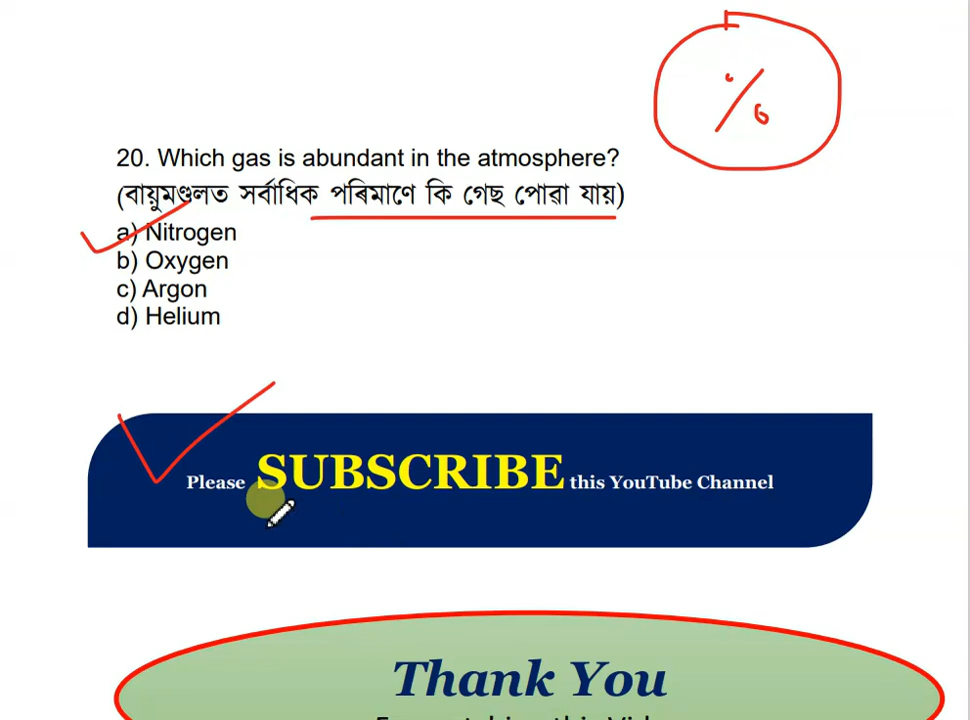 20. Which gas is abundant in the atmosphere?
(বায়ুমণ্ডলত সৰ্বাধিক পৰিমাণে কি গেছ পোৱা যায়)
a) Nitrogen
b) Oxygen
c) Argon
d) Helium
Please SUBSCRIBE this YouTube Channel
Thank You